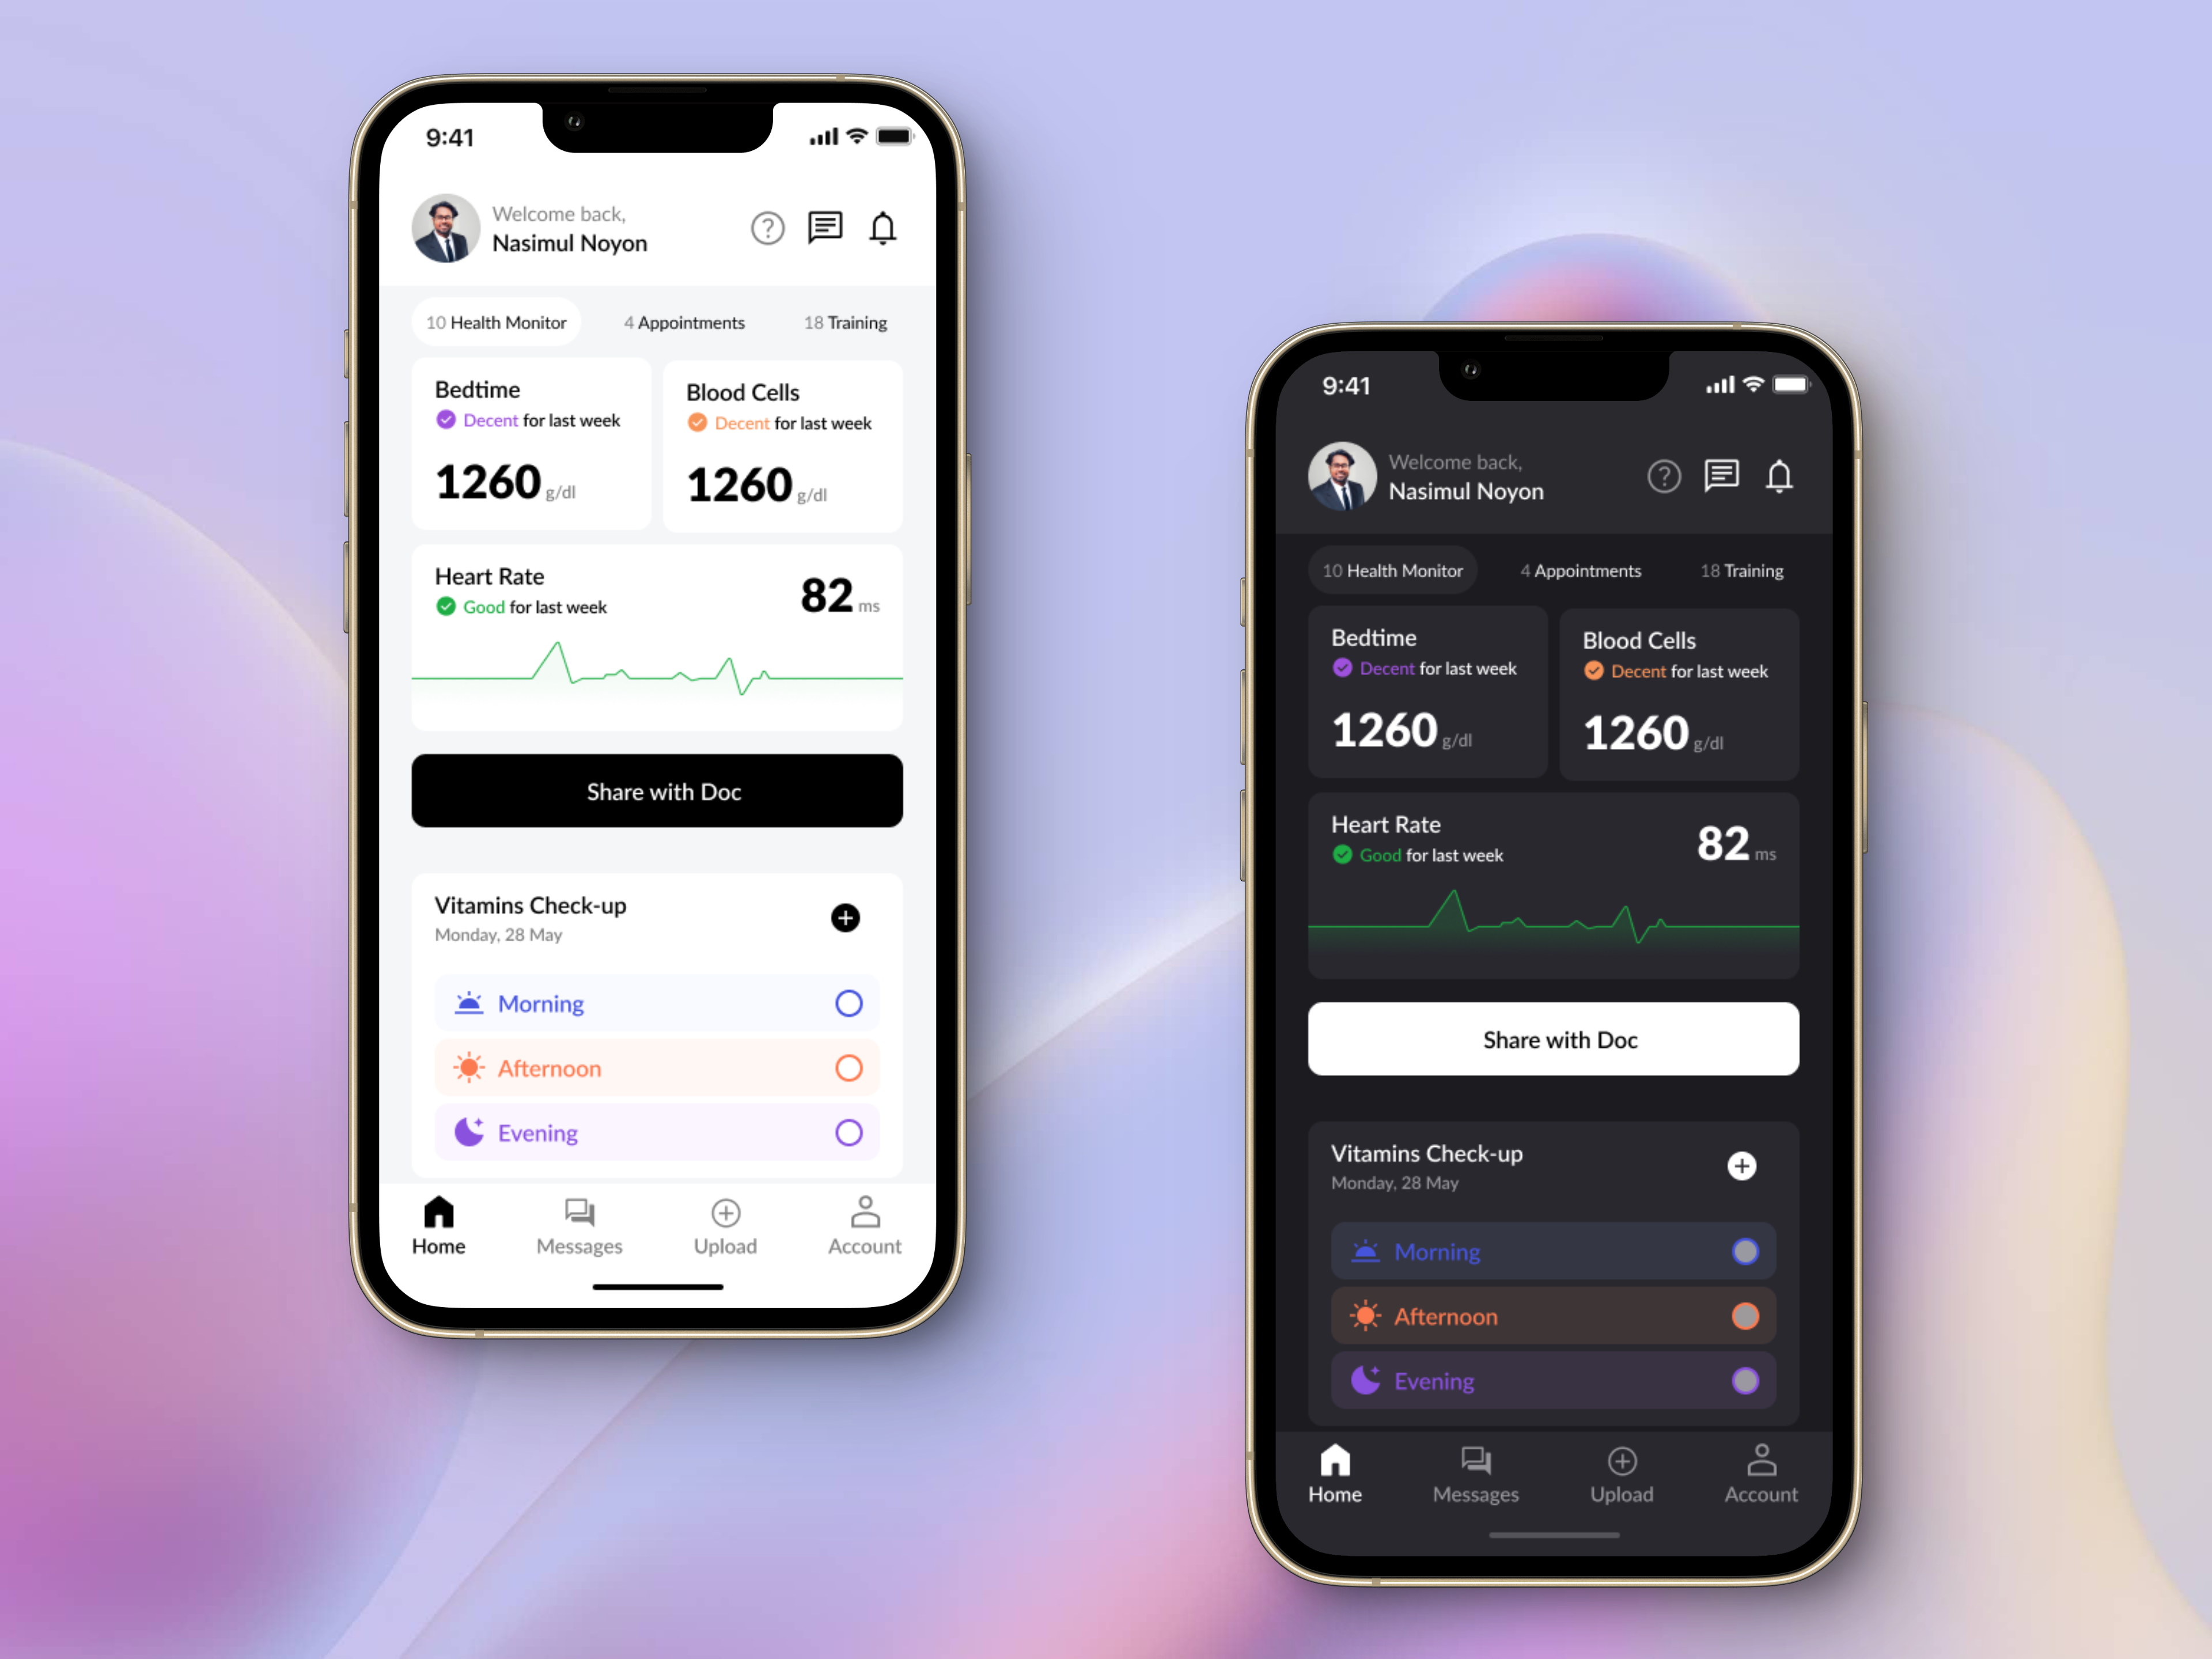 9:41
Welcome back,
Nasimul Noyon
10 Health Monitor
4 Appointments
18 Training
Bedtime
Decent for last week
1260 g/dl
Blood Cells
Decent for last week
1260 g/dl
Heart Rate
Good for last week
82 ms
Share with Doc
Vitamins Check-up
Monday, 28 May
Morning
Afternoon
Evening
Home
Messages
Upload
Account
9:41
Welcome back,
Nasimul Noyon
10 Health Monitor
4 Appointments
18 Training
Bedtime
Decent for last week
1260 g/dl
Blood Cells
Decent for last week
1260 g/dl
Heart Rate
Good for last week
82 ms
Share with Doc
Vitamins Check-up
Monday, 28 May
Morning
Afternoon
Evening
Home
Messages
Upload
Account